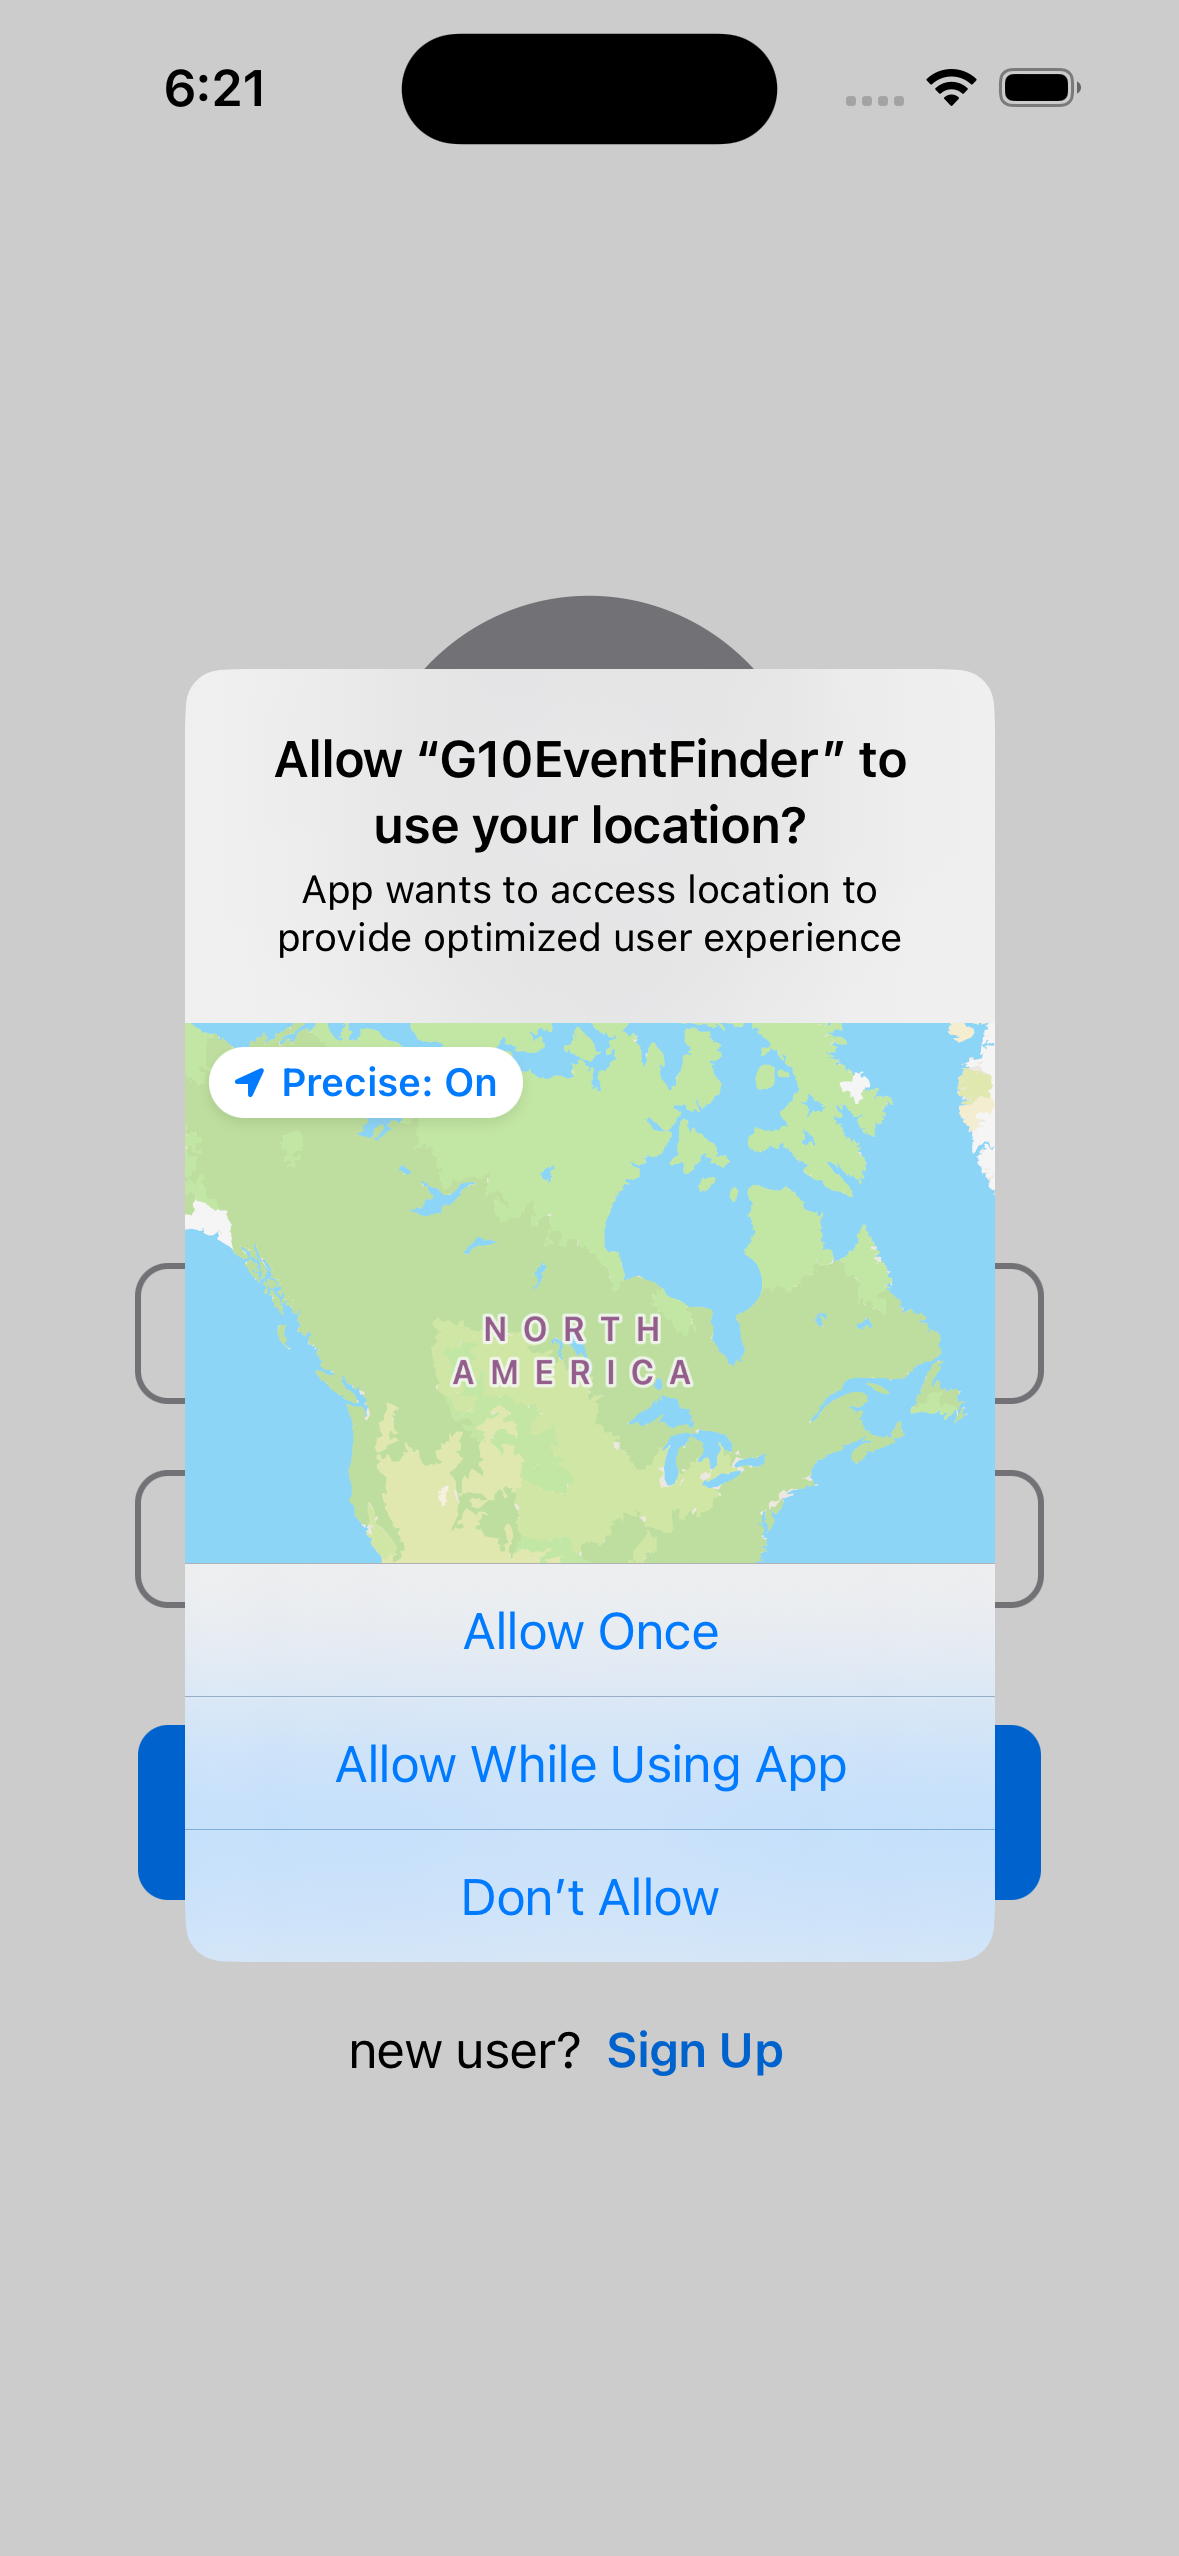 6:21
Allow “G10EventFinder” to
use your location?
App wants to access location to
provide optimized user experience
Precise: On
NORTH
AMERICA
Allow Once
Allow While Using App
Don’t Allow
new user? Sign Up